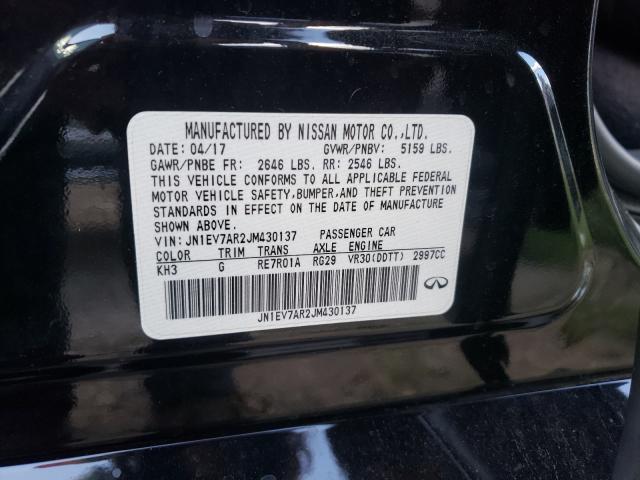 MANUFACTURED BY NISSAN MOTOR CO.,LTD.
DATE: 04/17 GVWR/PNBV: 5159 LBS.
GAWR/PNBE FR: 2646 LBS. RR: 2546 LBS.
THIS VEHICLE CONFORMS TO ALL APPLICABLE FEDERAL
MOTOR VEHICLE SAFETY, BUMPER, AND THEFT PREVENTION
STANDARDS IN EFFECT ON THE DATE OF MANUFACTURE
SHOWN ABOVE.
VIN: JN1EV7AR2JM430137 PASSENGER CAR
COLOR TRIM TRANS AXLE ENGINE
KH3 G RE7R01A RG29 VR30(DDTT) 2997CC
JN1EV7AR2JM430137